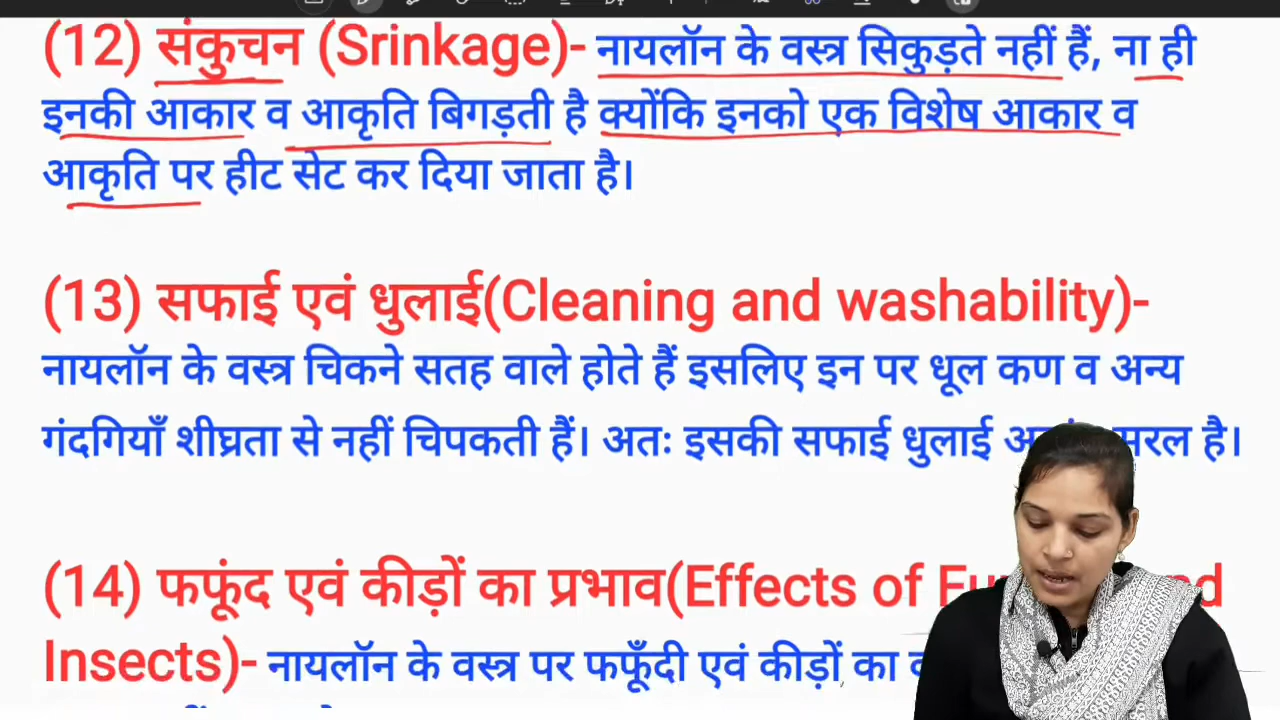 (12) संकुचन (Srinkage)- नायलॉन के वस्त्र सिकुड़ते नहीं हैं, ना ही
इनकी आकार व आकृति बिगड़ती है क्योंकि इनको एक विशेष आकार व
आकृति पर हीट सेट कर दिया जाता है।
(13) सफाई एवं धुलाई(Cleaning and washability)-
नायलॉन के वस्त्र चिकने सतह वाले होते हैं इसलिए इन पर धूल कण व अन्य
गंदगियाँ शीघ्रता से नहीं चिपकती हैं। अतः इसकी सफाई धुलाई सरल है।
(14) फफूंद एवं कीड़ों का प्रभाव(Effects of
Insects)- नायलॉन के वस्त्र पर फफूँदी एवं कीड़ों का